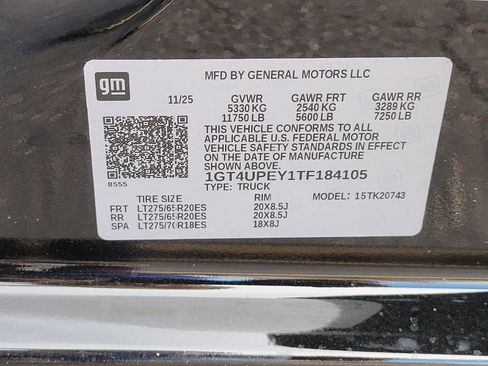 gm
MFD BY GENERAL MOTORS LLC
11/25 GVWR GAWR FRT GAWR RR
5330 KG 2540 KG 3289 KG
11750 LB 5600 LB 7250 LB
THIS VEHICLE CONFORMS TO ALL
APPLICABLE U.S. FEDERAL MOTOR
VEHICLE SAFETY STANDARDS IN EFFECT
ON THE DATE OF MANUFACTURE
SHOWN ABOVE.
8555 1GT4UPEY1TF184105
TYPE: TRUCK MODEL: 15TK20743
TIRE SIZE RIM
FRT LT275/65R20ES 20X8.5J
RR LT275/65R20ES 20X8.5J
SPA LT275/70R18ES 18X8J